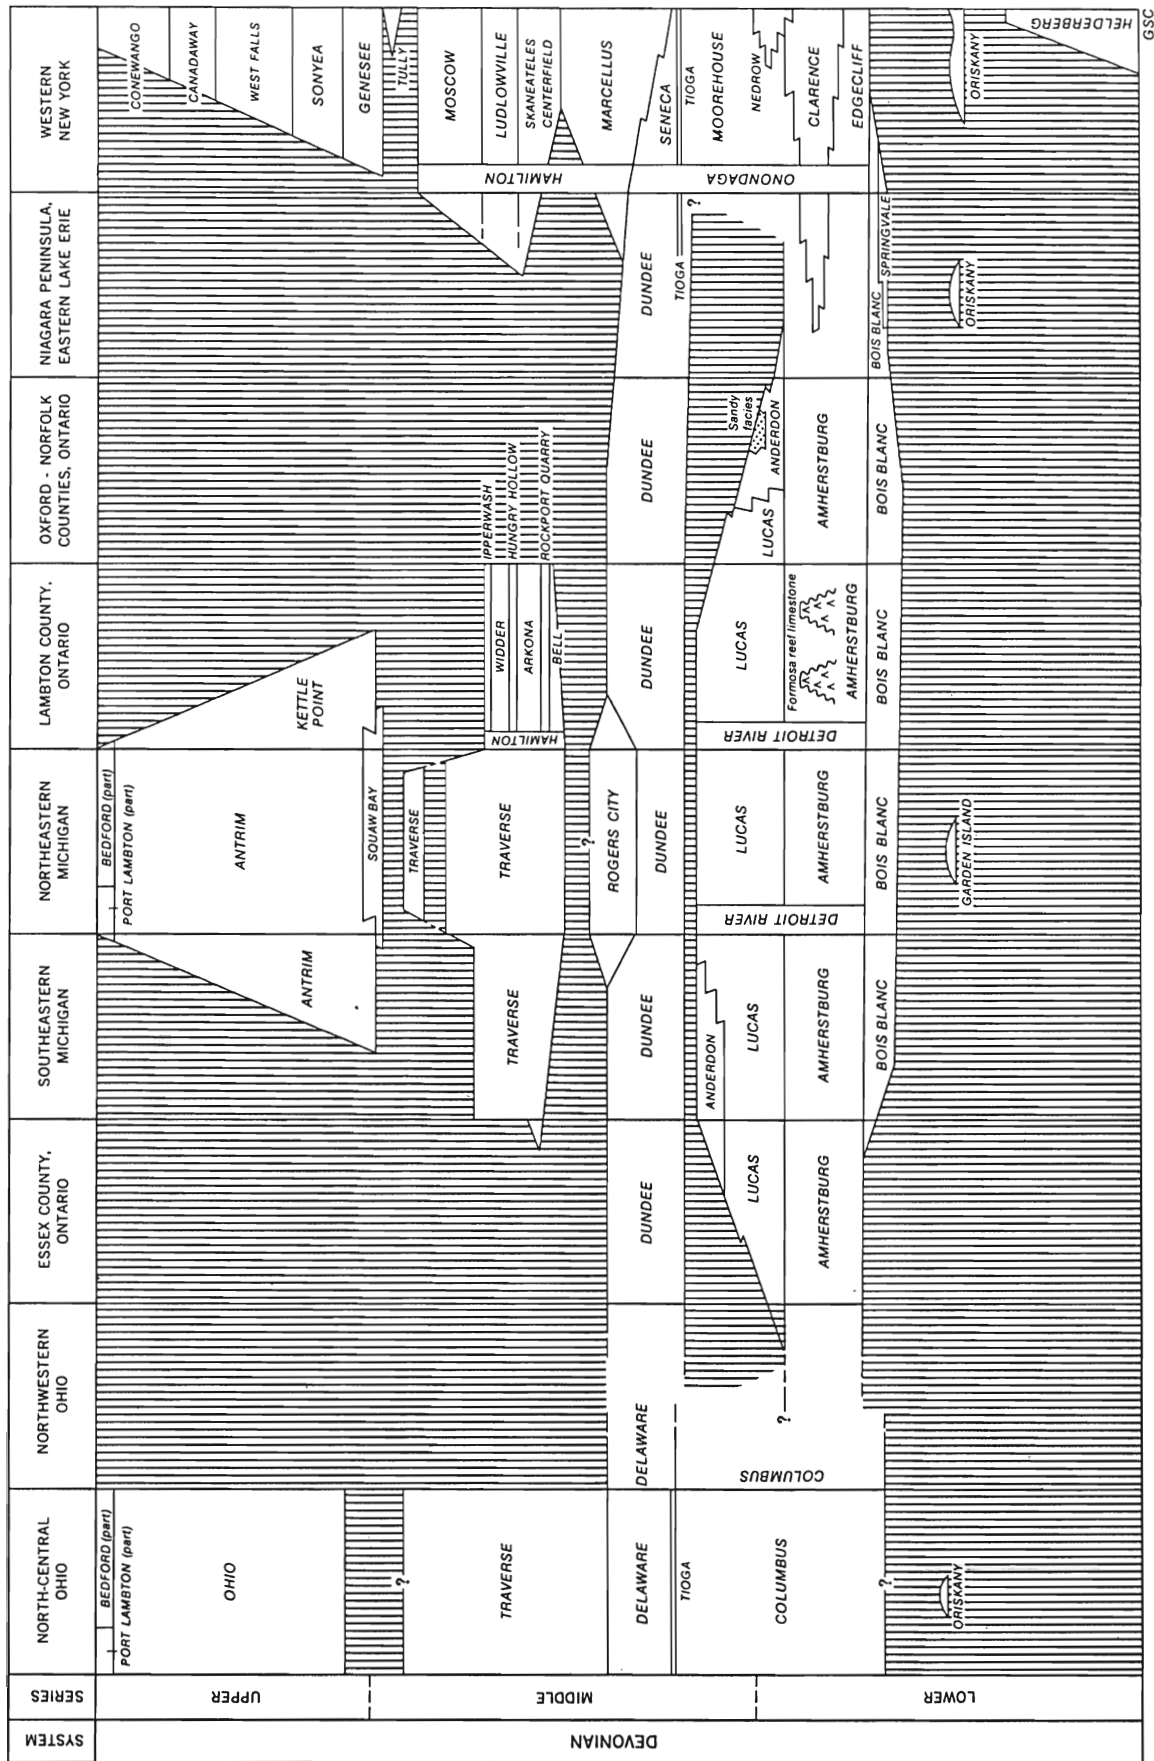 SYSTEM
SERIES
NORTH-CENTRAL
OHIO
NORTHWESTERN
OHIO
ESSEX COUNTY,
ONTARIO
SOUTHEASTERN
MICHIGAN
NORTHEASTERN
MICHIGAN
LAMBTON COUNTY,
ONTARIO
OXFORD - NORFOLK
COUNTIES, ONTARIO
NIAGARA PENINSULA,
EASTERN LAKE ERIE
WESTERN
NEW YORK
DEVONIAN
UPPER
MIDDLE
LOWER
BEDFORD (part)
PORT LAMBTON (part)
OHIO
?
TRAVERSE
DELAWARE
TIOGA
COLUMBUS
?
ORISKANY
DELAWARE
?
COLUMBUS
DUNDEE
LUCAS
AMHERSTBURG
ANTRIM
TRAVERSE
DUNDEE
ANDERDON
LUCAS
AMHERSTBURG
BOIS BLANC
BEDFORD (part)
PORT LAMBTON (part)
ANTRIM
SQUAW BAY
TRAVERSE
TRAVERSE
?
ROGERS CITY
DUNDEE
LUCAS
AMHERSTBURG
DETROIT RIVER
BOIS BLANC
GARDEN ISLAND
KETTLE
POINT
IPPERWASH
WIDDER
HUNGRY HOLLOW
ARKONA
ROCKPORT QUARRY
BELL
HAMILTON
DUNDEE
LUCAS
Formosa reef limestone
AMHERSTBURG
DETROIT RIVER
BOIS BLANC
DUNDEE
Sandy
facies
LUCAS
ANDERDON
AMHERSTBURG
BOIS BLANC
DUNDEE
TIOGA
?
BOIS BLANC
SPRINGVALE
ORISKANY
CONEWANGO
CANADAWAY
WEST FALLS
SONYEA
GENESEE
TULLY
MOSCOW
LUDLOWVILLE
SKANEATELES
CENTERFIELD
HAMILTON
MARCELLUS
SENECA
TIOGA
MOOREHOUSE
NEDROW
CLARENCE
EDGECLIFF
ONONDAGA
ORISKANY
HELDERBERG
GSC